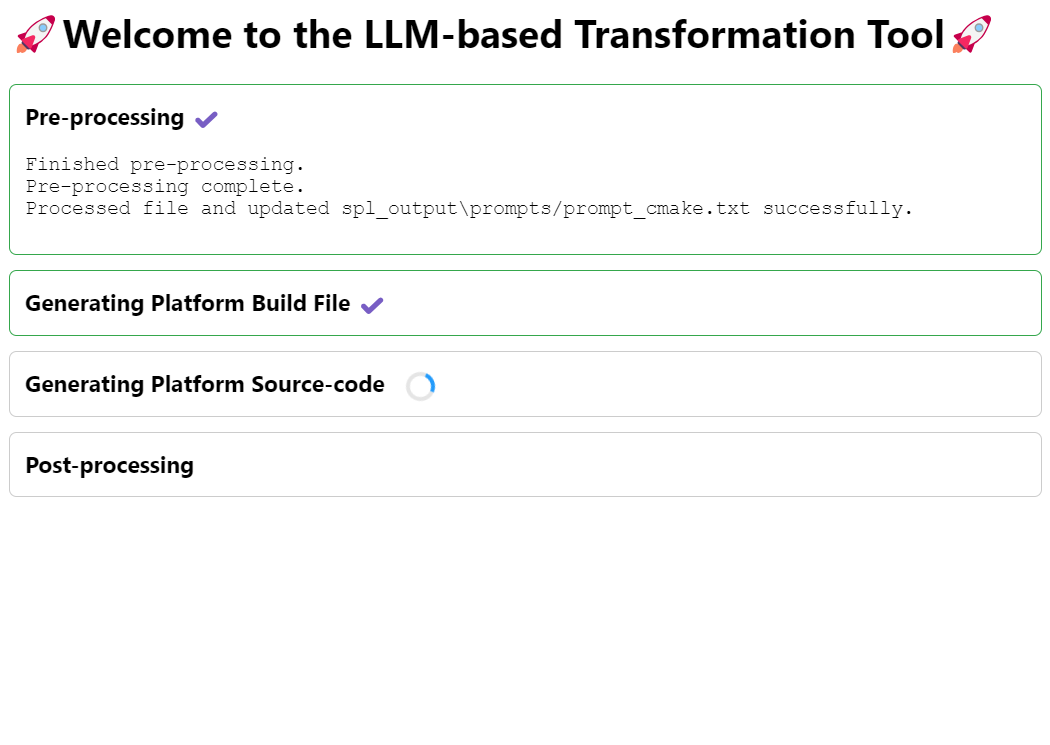 🚀Welcome to the LLM-based Transformation Tool🚀
Pre-processing ✔
Finished pre-processing.
Pre-processing complete.
Processed file and updated spl_output\prompts/prompt_cmake.txt successfully.
Generating Platform Build File ✔
Generating Platform Source-code
Post-processing